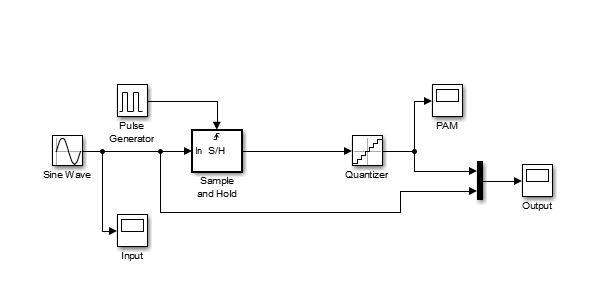 Pulse
Generator
PAM
In S/H
Sine Wave
Sample
and Hold
Quantizer
Output
Input